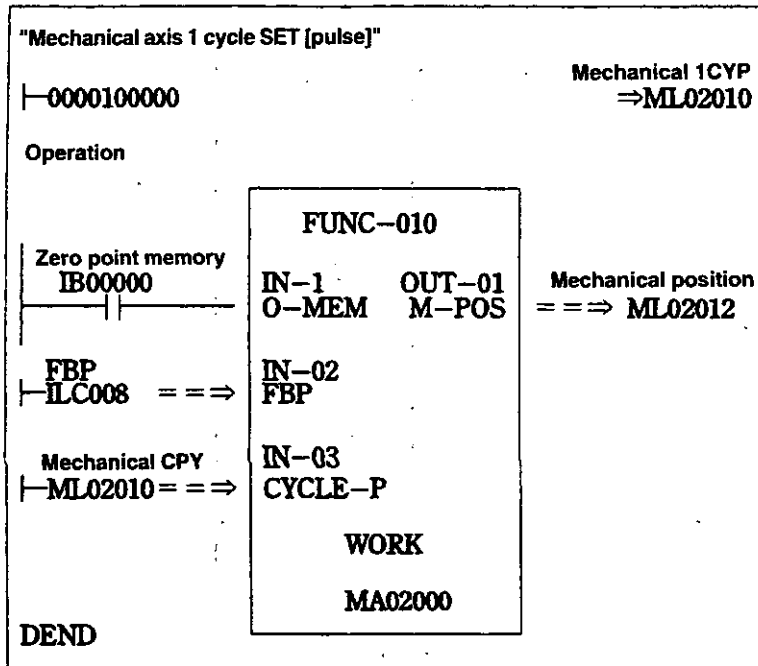 "Mechanical axis 1 cycle SET [pulse]"
Mechanical 1CYP
├─0000100000 ⇒ML02010
Operation
FUNC−010
Zero point memory
IB00000 IN−1 OUT−01 Mechanical position
O−MEM M−POS ==⇒ ML02012
FBP IN−02
├─ILC008 ==⇒ FBP
Mechanical CPY IN−03
├─ML02010==⇒ CYCLE−P
WORK
MA02000
DEND